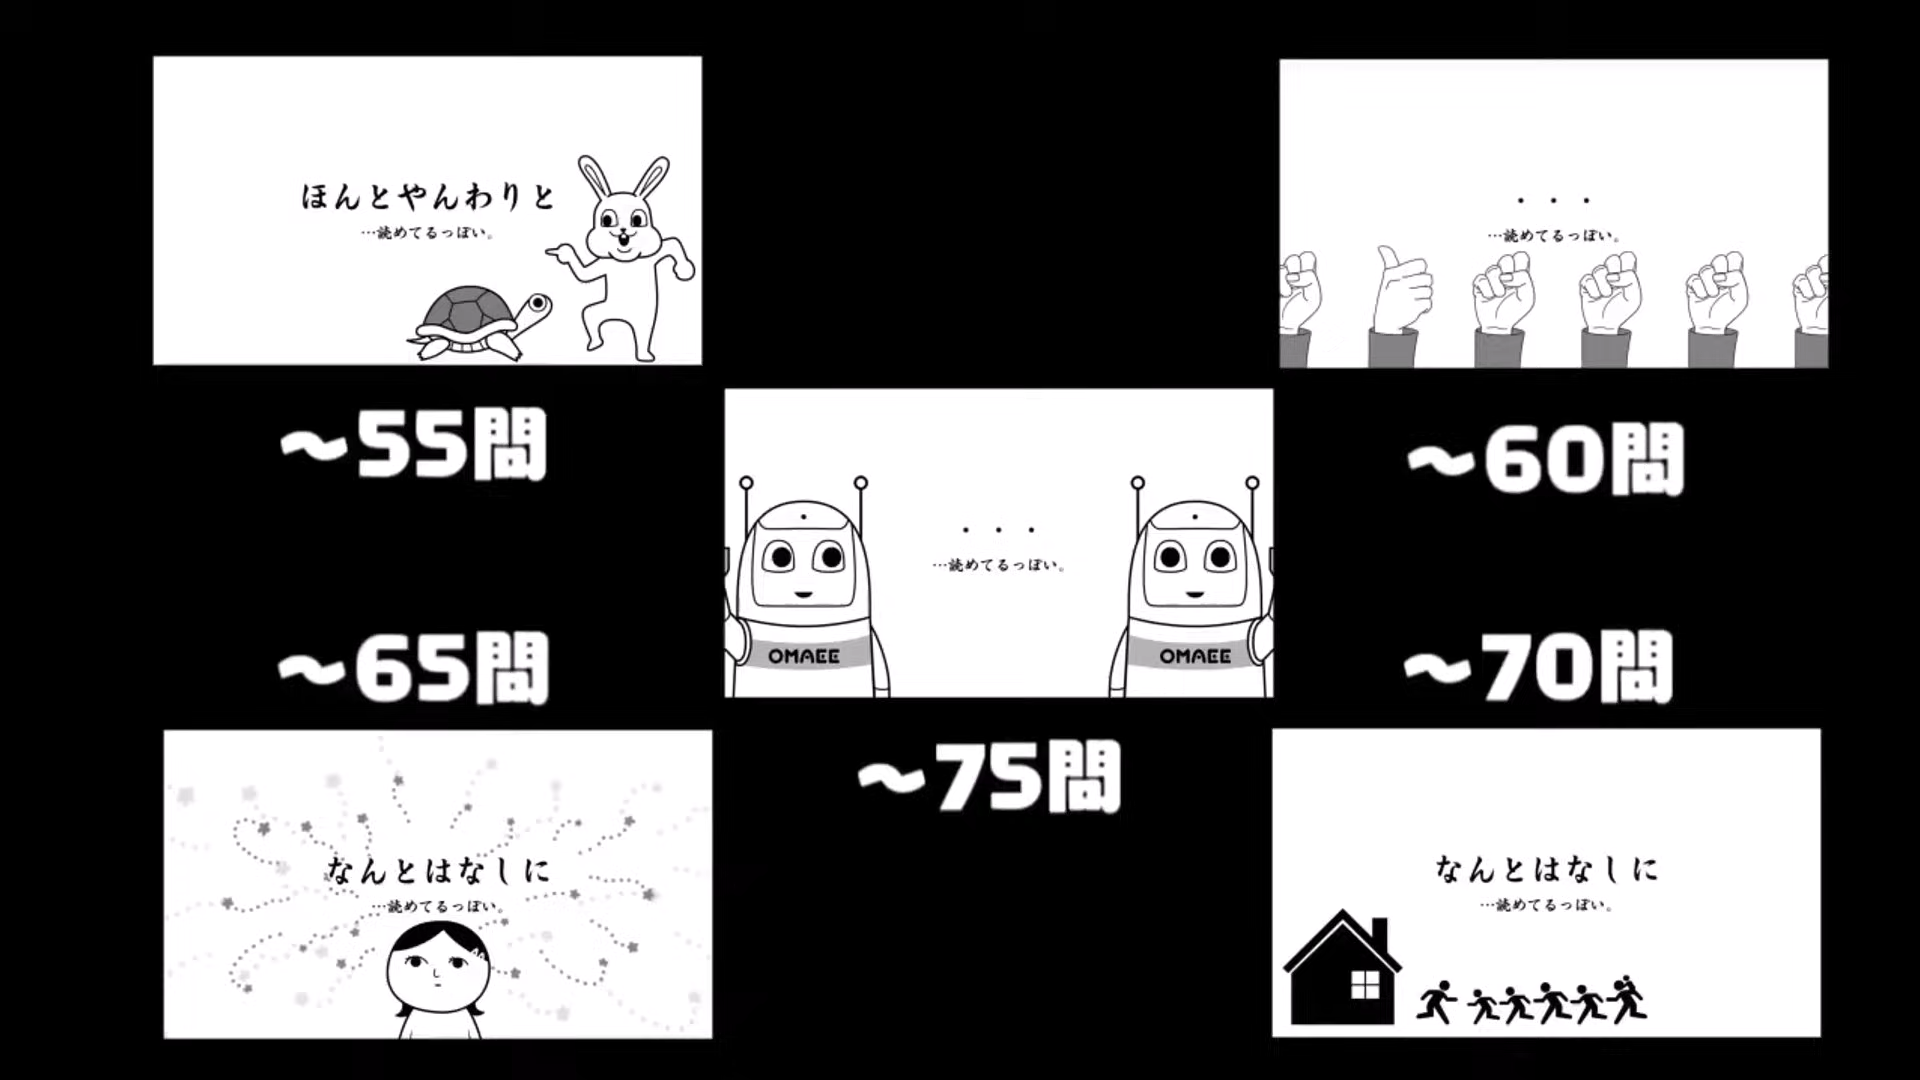 ほんとやんわりと
…読めてるっぽい。
・・・
…読めてるっぽい。
〜55問
〜60問
・・・
…読めてるっぽい。
OMAEE
OMAEE
〜65問
〜70問
〜75問
なんとはなしに
…読めてるっぽい。
なんとはなしに
…読めてるっぽい。